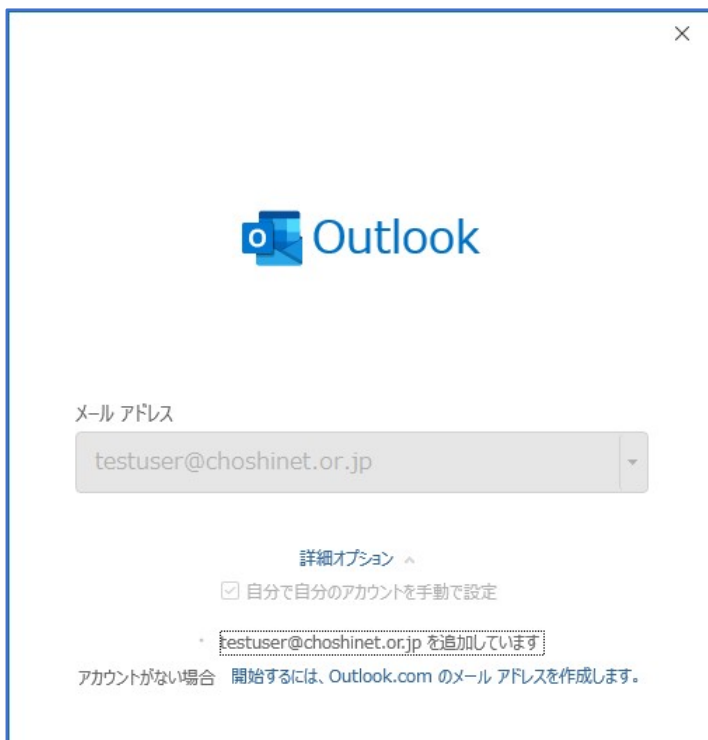 Outlook
メール アドレス
testuser@choshinet.or.jp
詳細オプション
自分で自分のアカウントを手動で設定
testuser@choshinet.or.jp を追加しています
アカウントがない場合 開始するには、Outlook.com のメール アドレスを作成します。